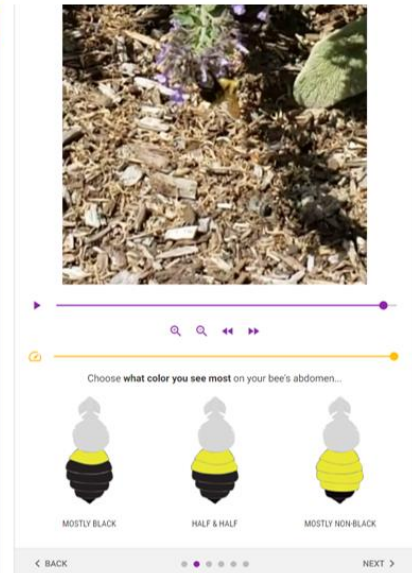 Choose what color you see most on your bee's abdomen...
MOSTLY BLACK HALF & HALF MOSTLY NON-BLACK
BACK NEXT